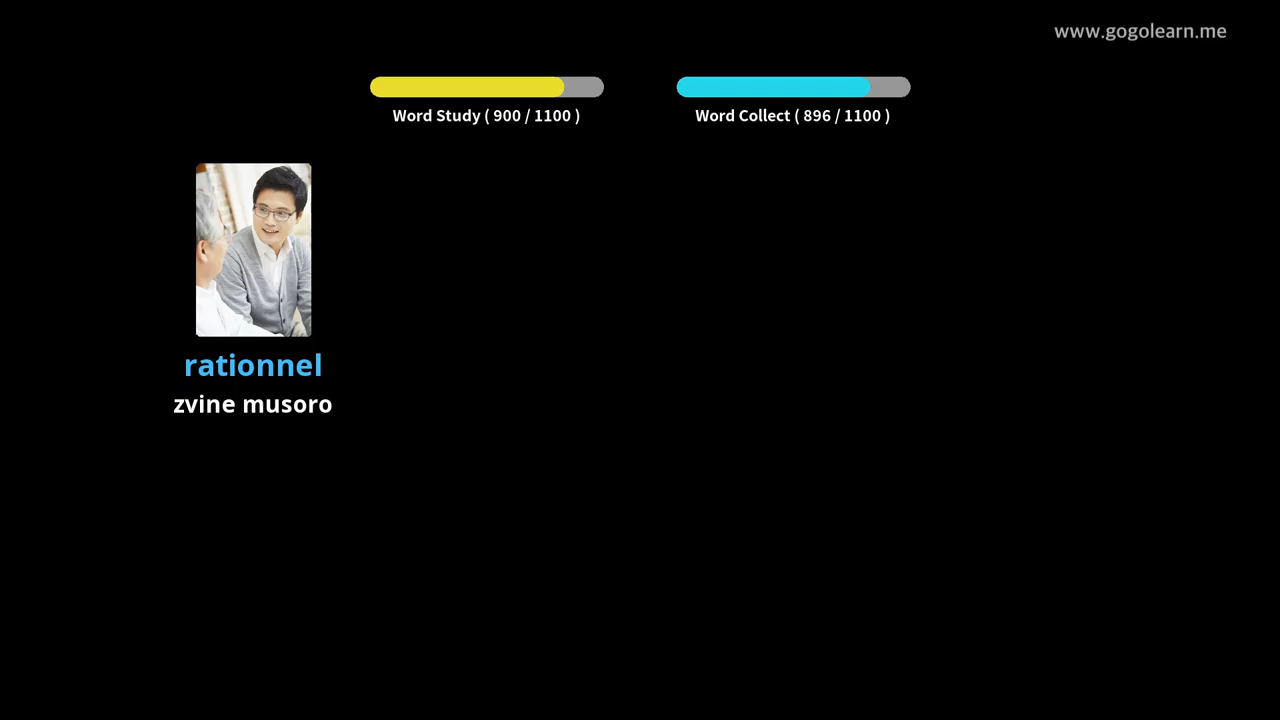 www.gogolearn.me
Word Study ( 900 / 1100 )
Word Collect ( 896 / 1100 )
rationnel
zvine musoro